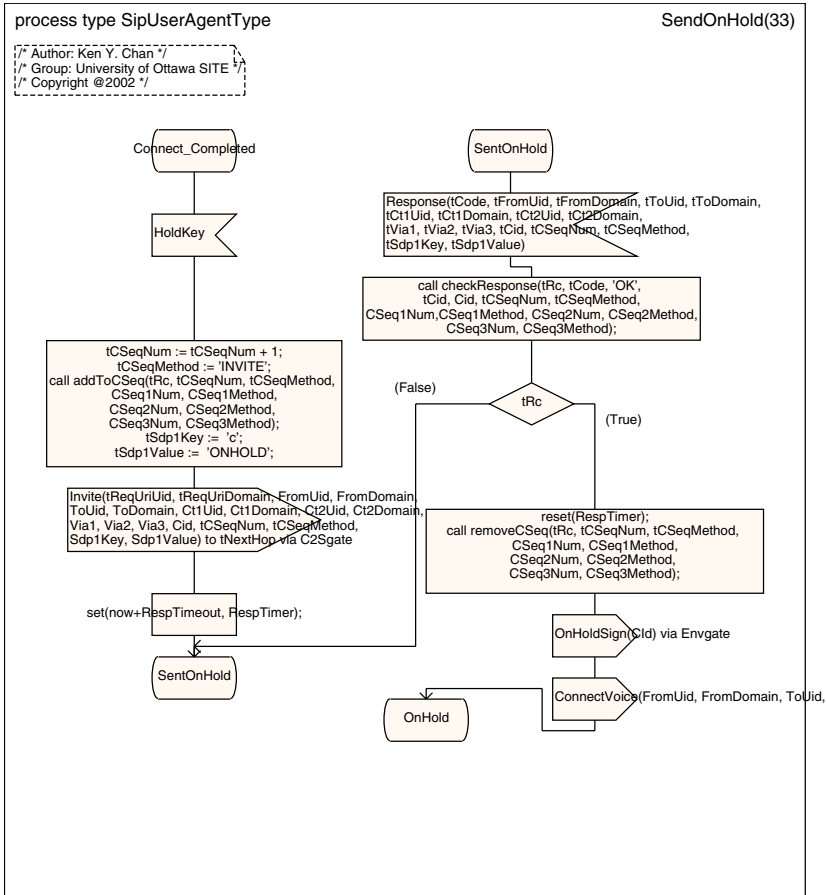 process type SipUserAgentType
SendOnHold(33)
/* Author: Ken Y. Chan */
/* Group: University of Ottawa SITE */
/* Copyright @2002 */
Connect_Completed
HoldKey
tCSeqNum := tCSeqNum + 1;
tCSeqMethod := 'INVITE';
call addToCSeq(tRc, tCSeqNum, tCSeqMethod,
CSeq1Num, CSeq1Method,
CSeq2Num, CSeq2Method,
CSeq3Num, CSeq3Method);
tSdp1Key := 'c';
tSdp1Value := 'ONHOLD';
Invite(tReqUriUid, tReqUriDomain, FromUid, FromDomain,
ToUid, ToDomain, Ct1Uid, Ct1Domain, Ct2Uid, Ct2Domain,
Via1, Via2, Via3, Cid, tCSeqNum, tCSeqMethod,
Sdp1Key, Sdp1Value) to tNextHop via C2Sgate
set(now+RespTimeout, RespTimer);
SentOnHold
SentOnHold
Response(tCode, tFromUid, tFromDomain, tToUid, tToDomain,
tCt1Uid, tCt1Domain, tCt2Uid, tCt2Domain,
tVia1, tVia2, tVia3, tCid, tCSeqNum, tCSeqMethod,
tSdp1Key, tSdp1Value)
call checkResponse(tRc, tCode, 'OK',
tCid, Cid, tCSeqNum, tCSeqMethod,
CSeq1Num,CSeq1Method, CSeq2Num, CSeq2Method,
CSeq3Num, CSeq3Method);
(False)
tRc
(True)
reset(RespTimer);
call removeCSeq(tRc, tCSeqNum, tCSeqMethod,
CSeq1Num, CSeq1Method,
CSeq2Num, CSeq2Method,
CSeq3Num, CSeq3Method);
OnHoldSign(CId) via Envgate
ConnectVoice(FromUid, FromDomain, ToUid,
OnHold